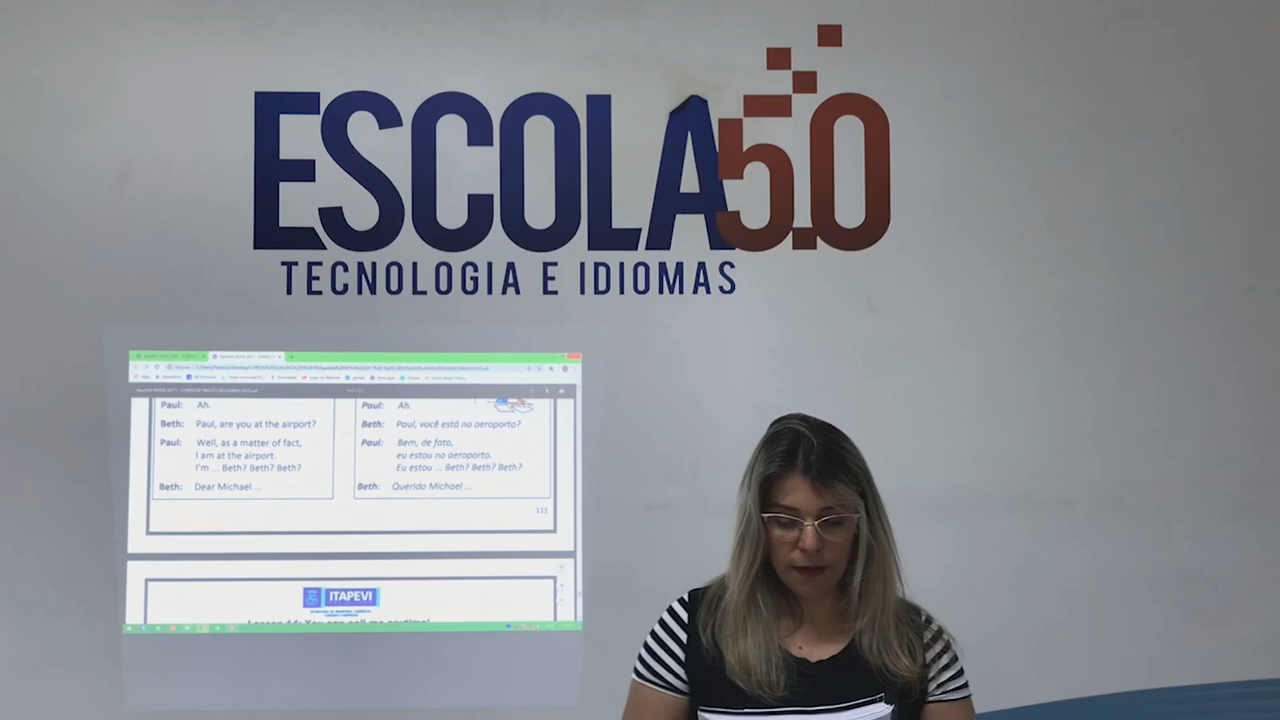 ESCOLA 5.0
TECNOLOGIA E IDIOMAS
Paul: Ah.
Beth: Paul, are you at the airport?
Paul: Well, as a matter of fact,
I am at the airport.
I'm ... Beth? Beth? Beth?
Beth: Dear Michael ...
Paul: Ah.
Beth: Paul, você está no aeroporto?
Paul: Bem, de fato,
eu estou no aeroporto.
Eu estou ... Beth? Beth? Beth?
Beth: Querido Michael ...
111
ITAPEVI